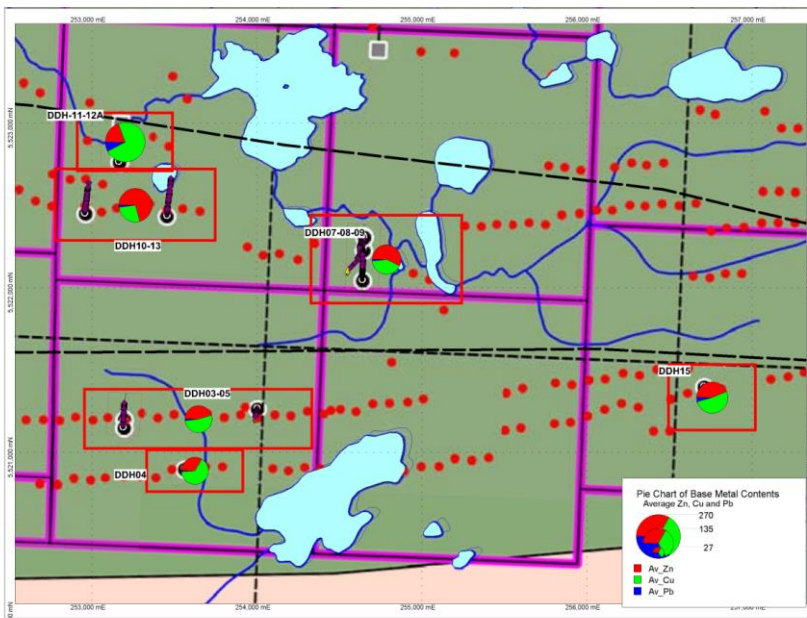 253,000 mE
254,000 mE
255,000 mE
256,000 mE
257,000 mE
DDH-11-12A
5,523,000 mN
DDH10-13
DDH07-08-09
5,522,000 mN
DDH15
DDH03-05
5,521,000 mN
DDH04
Pie Chart of Base Metal Contents
Average Zn, Cu and Pb
270
135
27
Av_Zn
Av_Cu
Av_Pb
253,000 mE
254,000 mE
255,000 mE
256,000 mE